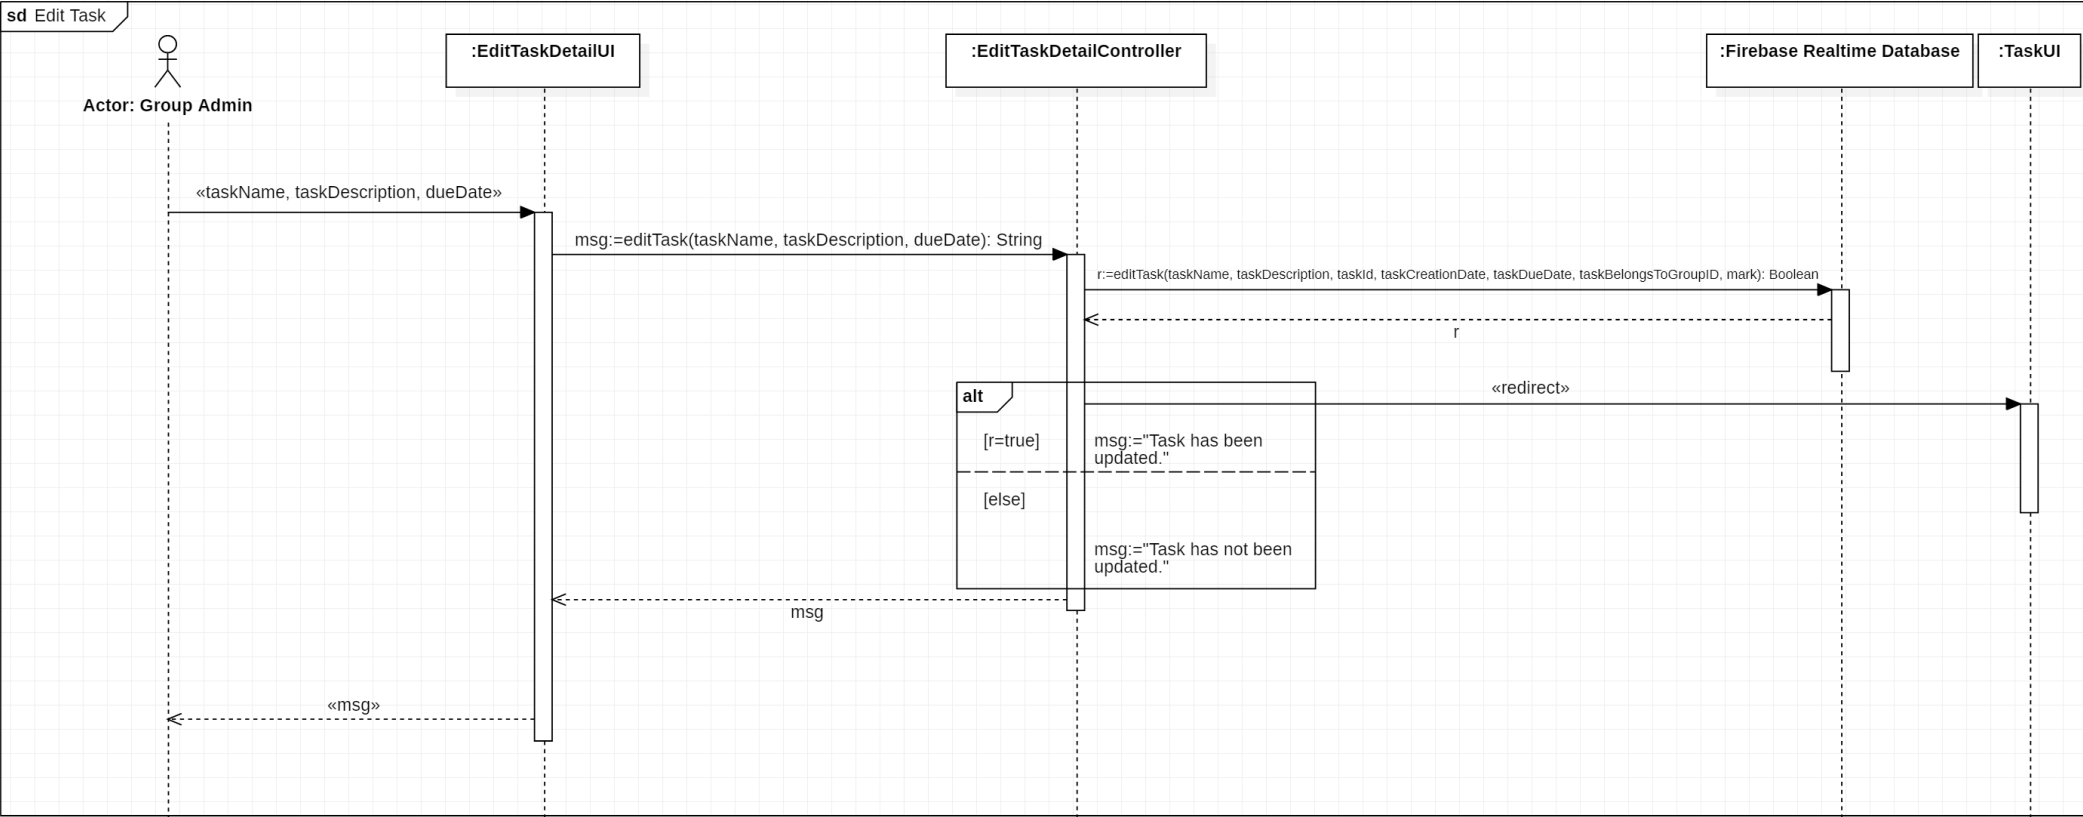 sd Edit Task
:EditTaskDetailUI
:EditTaskDetailController
:Firebase Realtime Database
:TaskUI
Actor: Group Admin
«taskName, taskDescription, dueDate»
msg:=editTask(taskName, taskDescription, dueDate): String
r:=editTask(taskName, taskDescription, taskId, taskCreationDate, taskDueDate, taskBelongsToGroupID, mark): Boolean
r
«redirect»
alt
[r=true]
msg:="Task has been
updated."
[else]
msg:="Task has not been
updated."
msg
«msg»